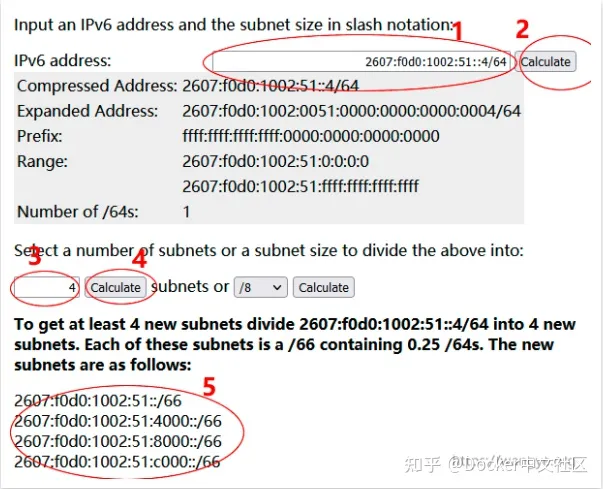 Input an IPv6 address and the subnet size in slash notation:
1
2
IPv6 address: 2607:f0d0:1002:51::4/64 Calculate
Compressed Address: 2607:f0d0:1002:51::4/64
Expanded Address: 2607:f0d0:1002:0051:0000:0000:0000:0004/64
Prefix: ffff:ffff:ffff:ffff:0000:0000:0000:0000
Range: 2607:f0d0:1002:51:0:0:0:0
2607:f0d0:1002:51:ffff:ffff:ffff:ffff
Number of /64s: 1
Select a number of subnets or a subnet size to divide the above into:
3
4
4 Calculate subnets or /8 Calculate
To get at least 4 new subnets divide 2607:f0d0:1002:51::4/64 into 4 new
subnets. Each of these subnets is a /66 containing 0.25 /64s. The new
subnets are as follows:
5
2607:f0d0:1002:51::/66
2607:f0d0:1002:51:4000::/66
2607:f0d0:1002:51:8000::/66
2607:f0d0:1002:51:c000::/66
知乎 @Docker中文社区